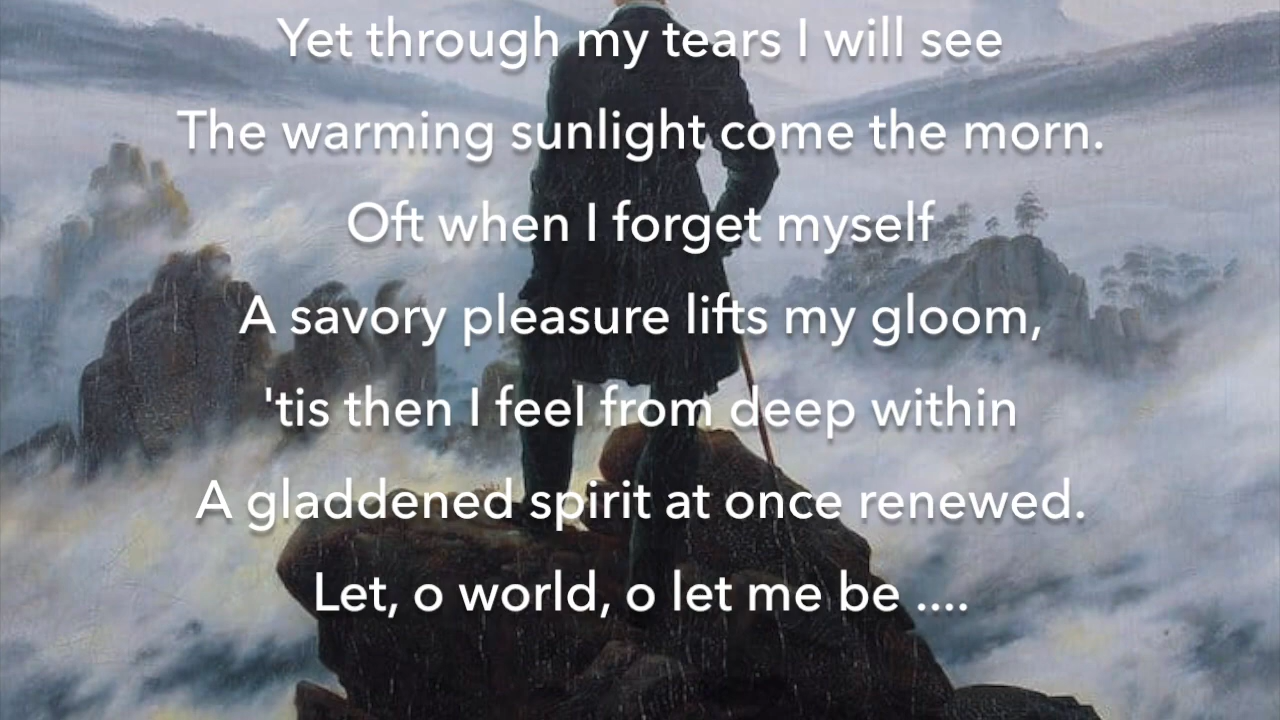 Yet through my tears I will see
The warming sunlight come the morn.
Oft when I forget myself
A savory pleasure lifts my gloom,
'tis then I feel from deep within
A gladdened spirit at once renewed.
Let, o world, o let me be ....